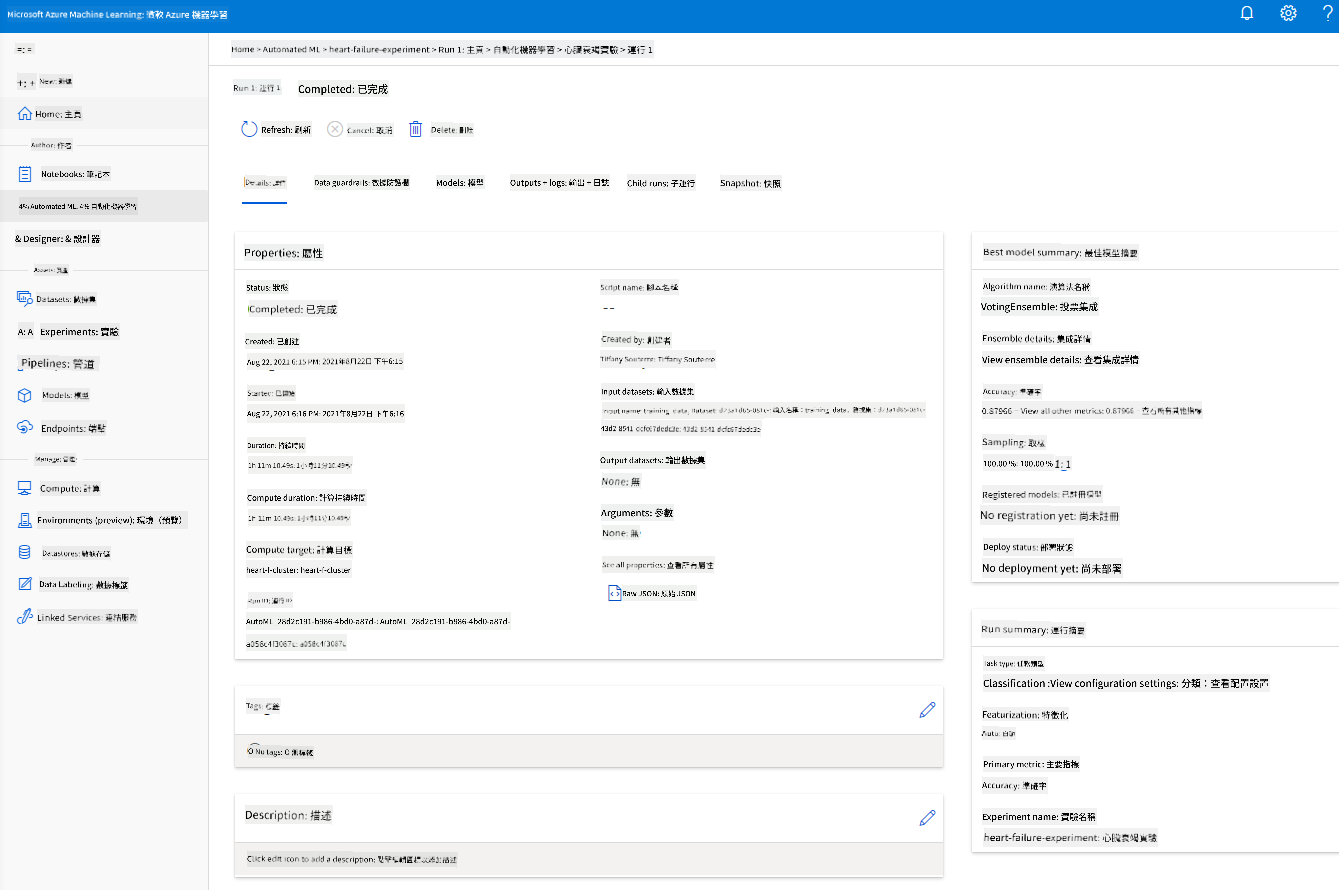 Microsoft Azure Machine Learning: 微軟 Azure 機器學習
=: =
Home > Automated ML > heart-failure-experiment > Run 1: 主頁 > 自動化機器學習 > 心臟衰竭實驗 > 運行 1
+: + New: 新建
Run 1: 運行 1
Completed: 已完成
Home: 主頁
Refresh: 刷新
Cancel: 取消
Delete: 刪除
Author: 作者
Notebooks: 筆記本
Details: 詳情
Data guardrails: 數據防護欄
Models: 模型
Outputs + logs: 輸出 + 日誌
Child runs: 子運行
Snapshot: 快照
4% Automated ML: 4% 自動化機器學習
& Designer: & 設計器
Assets: 資產
Datasets: 數據集
A: A Experiments: 實驗
Pipelines: 管道
Models: 模型
Endpoints: 端點
Manage: 管理
Compute: 計算
Environments (preview): 環境（預覽）
Datastores: 數據存儲
Data Labeling: 數據標籤
Linked Services: 連結服務
Properties: 屬性
Status: 狀態
Completed: 已完成
Created: 已創建
Aug 22, 2021 6:15 PM: 2021年8月22日 下午6:15
Started: 已開始
Aug 22, 2021 6:16 PM: 2021年8月22日 下午6:16
Duration: 持續時間
1h 11m 10.49s: 1小時11分10.49秒
Compute duration: 計算持續時間
1h 11m 10.49s: 1小時11分10.49秒
Compute target: 計算目標
heart-f-cluster: heart-f-cluster
Run ID: 運行 ID
AutoML_28d2c191-b986-4bd0-a87d-: AutoML_28d2c191-b986-4bd0-a87d-
Script name: 腳本名稱
--
Created by: 創建者
Tiffany Souterre: Tiffany Souterre
Input datasets: 輸入數據集
Input name: training_data, Dataset: 輸入名稱：training_data，數據集：
Output datasets: 輸出數據集
None: 無
Arguments: 參數
None: 無
See all properties: 查看所有屬性
Raw JSON: 原始 JSON
Tags: 標籤
No tags: 0 無標籤
Description: 描述
Click edit icon to add a description: 點擊編輯圖標以添加描述
Best model summary: 最佳模型摘要
Algorithm name: 演算法名稱
VotingEnsemble: 投票集成
Ensemble details: 集成詳情
View ensemble details: 查看集成詳情
Accuracy: 準確率
0.87966 View all other metrics: 0.87966 查看所有其他指標
Sampling: 取樣
100.00 %: 100.00 % 1: 1
Registered models: 已註冊模型
No registration yet: 尚未註冊
Deploy status: 部署狀態
No deployment yet: 尚未部署
Run summary: 運行摘要
Task type: 任務類型
Classification :View configuration settings: 分類：查看配置設置
Featurization: 特徵化
Auto: 自動
Primary metric: 主要指標
Accuracy: 準確率
Experiment name: 實驗名稱
heart-failure-experiment: 心臟衰竭實驗